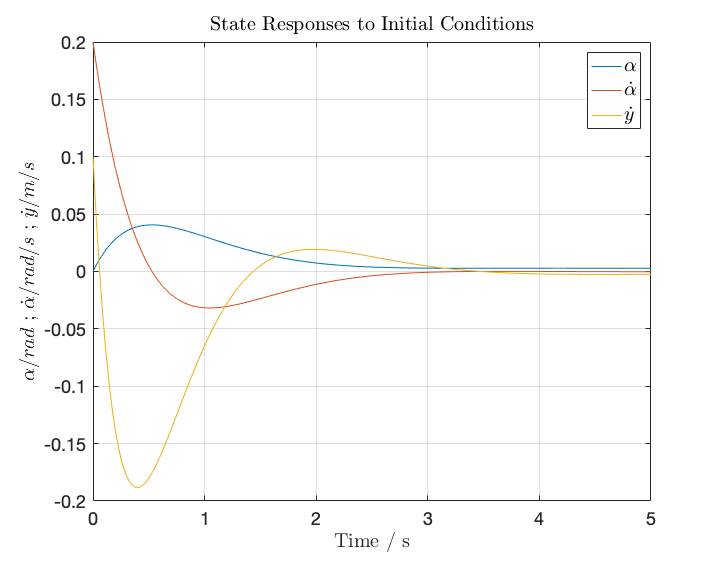 State Responses to Initial Conditions
α/rad ; α̇/rad/s ; ẏ/m/s
0.2
0.15
0.1
0.05
0
-0.05
-0.1
-0.15
-0.2
α
α̇
ẏ
0 1 2 3 4 5
Time / s